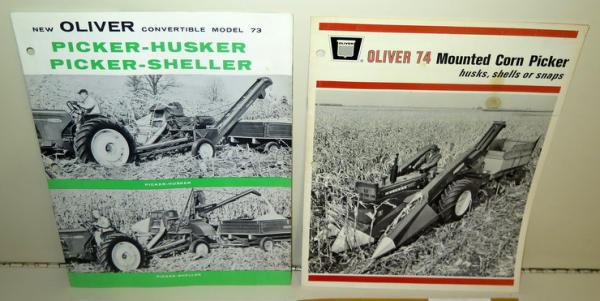 NEW OLIVER CONVERTIBLE MODEL 73
PICKER-HUSKER
PICKER-SHELLER
PICKER-HUSKER
PICKER-SHELLER
OLIVER
OLIVER 74 Mounted Corn Picker
husks, shells or snaps